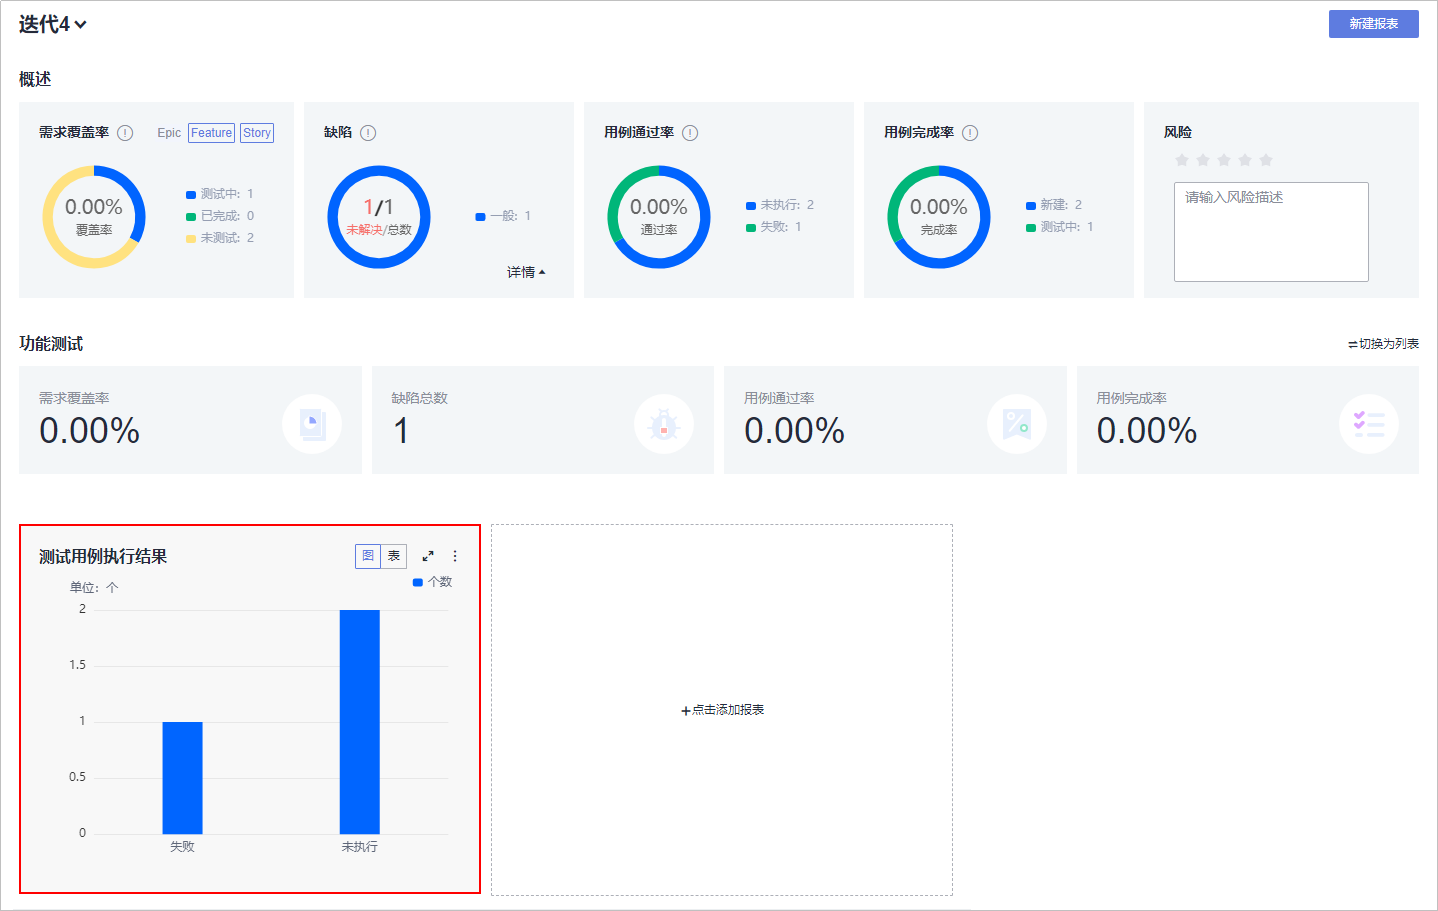 迭代4
新建报表
概述
需求覆盖率
Epic Feature Story
0.00%
覆盖率
测试中: 1
已完成: 0
未测试: 2
缺陷
1/1
未解决/总数
一般: 1
详情
用例通过率
0.00%
通过率
未执行: 2
失败: 1
用例完成率
0.00%
完成率
新建: 2
测试中: 1
风险
请输入风险描述
功能测试
切换为列表
需求覆盖率
0.00%
缺陷总数
1
用例通过率
0.00%
用例完成率
0.00%
测试用例执行结果
图 表
单位: 个
个数
2
1.5
1
0.5
0
失败 未执行
+点击添加报表